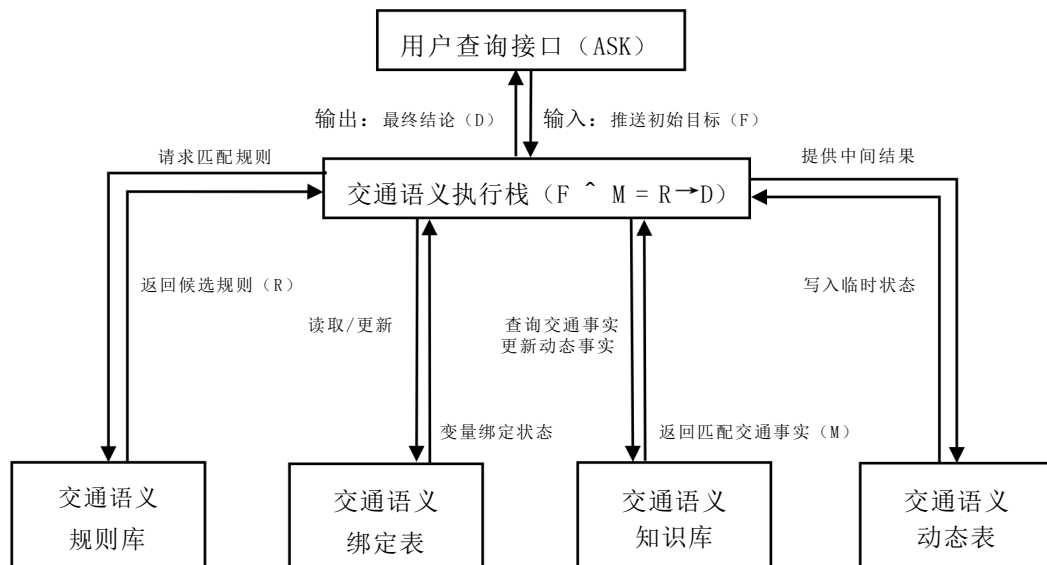 用户查询接口（ASK）
输出：最终结论（D）
输入：推送初始目标（F）
请求匹配规则
提供中间结果
交通语义执行栈（F ^ M = R→D）
返回候选规则（R）
写入临时状态
读取/更新
查询交通事实
更新动态事实
变量绑定状态
返回匹配交通事实（M）
交通语义
规则库
交通语义
绑定表
交通语义
知识库
交通语义
动态表